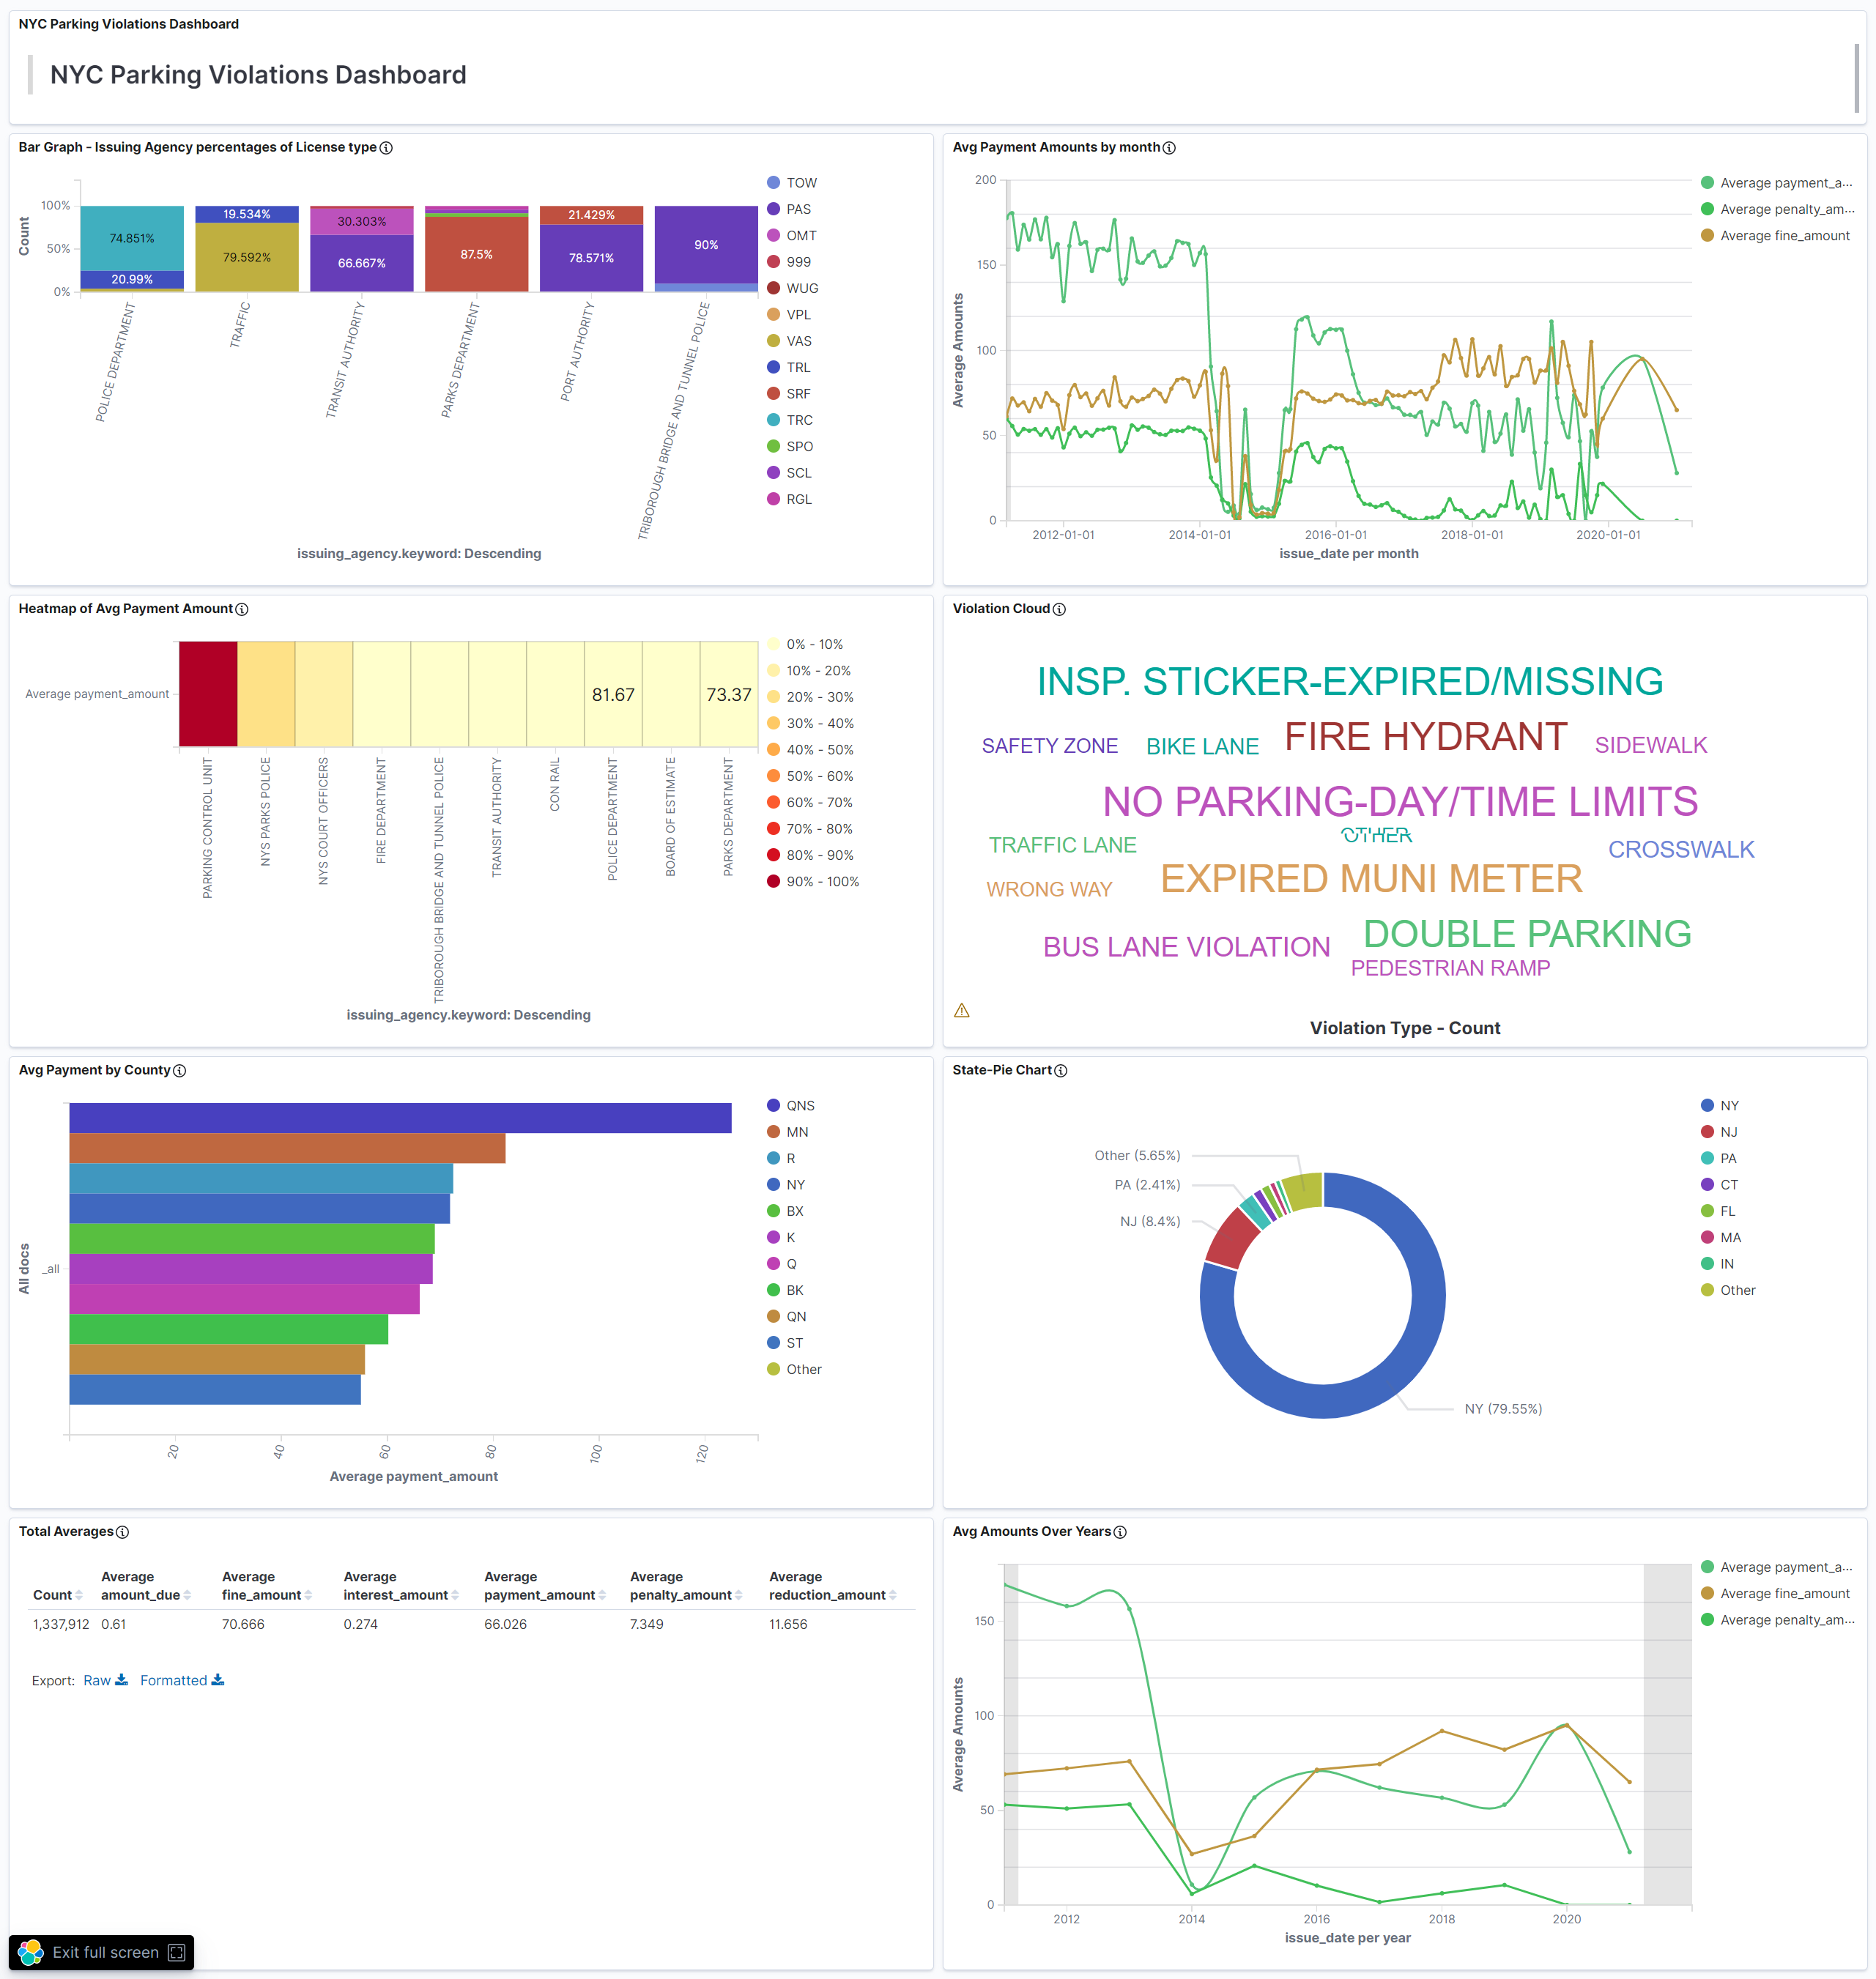 NYC Parking Violations Dashboard
NYC Parking Violations Dashboard
Bar Graph - Issuing Agency percentages of License type
Count
100%
50%
0%
74.851%
20.99%
19.534%
79.592%
30.303%
66.667%
87.5%
21.429%
78.571%
90%
POLICE DEPARTMENT
TRAFFIC
TRANSIT AUTHORITY
PARKS DEPARTMENT
PORT AUTHORITY
TRIBOROUGH BRIDGE AND TUNNEL POLICE
issuing_agency.keyword: Descending
TOW
PAS
OMT
999
WUG
VPL
VAS
TRL
SRF
TRC
SPO
SCL
RGL
Avg Payment Amounts by month
Average Amounts
200
150
100
50
0
2012-01-01
2014-01-01
2016-01-01
2018-01-01
2020-01-01
issue_date per month
Average payment_a...
Average penalty_am...
Average fine_amount
Heatmap of Avg Payment Amount
Average payment_amount
81.67
73.37
PARKING CONTROL UNIT
NYS PARKS POLICE
NYS COURT OFFICERS
FIRE DEPARTMENT
TRIBOROUGH BRIDGE AND TUNNEL POLICE
TRANSIT AUTHORITY
CON RAIL
POLICE DEPARTMENT
BOARD OF ESTIMATE
PARKS DEPARTMENT
issuing_agency.keyword: Descending
0% - 10%
10% - 20%
20% - 30%
30% - 40%
40% - 50%
50% - 60%
60% - 70%
70% - 80%
80% - 90%
90% - 100%
Violation Cloud
INSP. STICKER-EXPIRED/MISSING
SAFETY ZONE
BIKE LANE
FIRE HYDRANT
SIDEWALK
NO PARKING-DAY/TIME LIMITS
OTHER
TRAFFIC LANE
CROSSWALK
WRONG WAY
EXPIRED MUNI METER
BUS LANE VIOLATION
DOUBLE PARKING
PEDESTRIAN RAMP
Violation Type - Count
Avg Payment by County
All docs
_all
20
40
60
80
100
120
Average payment_amount
QNS
MN
R
NY
BX
K
Q
BK
QN
ST
Other
State-Pie Chart
Other (5.65%)
PA (2.41%)
NJ (8.4%)
NY (79.55%)
NY
NJ
PA
CT
FL
MA
IN
Other
Total Averages
Count
Average amount_due
Average fine_amount
Average interest_amount
Average payment_amount
Average penalty_amount
Average reduction_amount
1,337,912 0.61 70.666 0.274 66.026 7.349 11.656
Export: Raw Formatted
Exit full screen
Avg Amounts Over Years
Average Amounts
150
100
50
0
2012
2014
2016
2018
2020
issue_date per year
Average payment_a...
Average fine_amount
Average penalty_am...